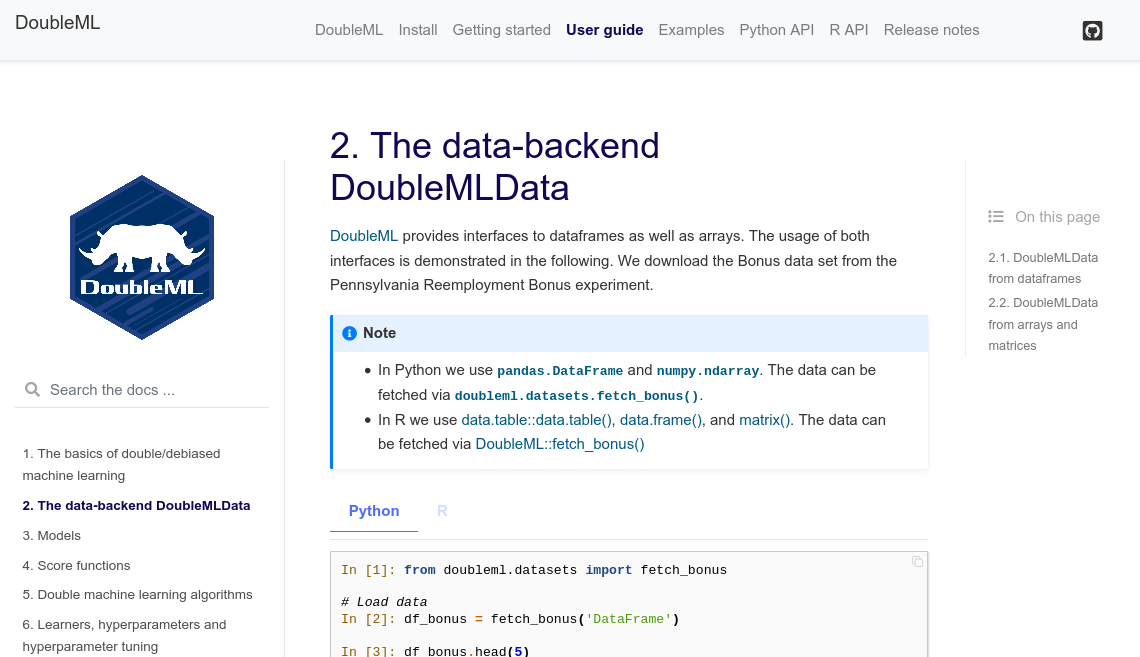 DoubleML
DoubleML Install Getting started User guide Examples Python API R API Release notes
DoubleML
Search the docs ...
1. The basics of double/debiased
machine learning
2. The data-backend DoubleMLData
3. Models
4. Score functions
5. Double machine learning algorithms
6. Learners, hyperparameters and
hyperparameter tuning
2. The data-backend
DoubleMLData
DoubleML provides interfaces to dataframes as well as arrays. The usage of both
interfaces is demonstrated in the following. We download the Bonus data set from the
Pennsylvania Reemployment Bonus experiment.
Note
• In Python we use pandas.DataFrame and numpy.ndarray. The data can be
fetched via doubleml.datasets.fetch_bonus().
• In R we use data.table::data.table(), data.frame(), and matrix(). The data can
be fetched via DoubleML::fetch_bonus()
Python R
In [1]: from doubleml.datasets import fetch_bonus
# Load data
In [2]: df_bonus = fetch_bonus('DataFrame')
In [3]: df_bonus.head(5)
On this page
2.1. DoubleMLData
from dataframes
2.2. DoubleMLData
from arrays and
matrices